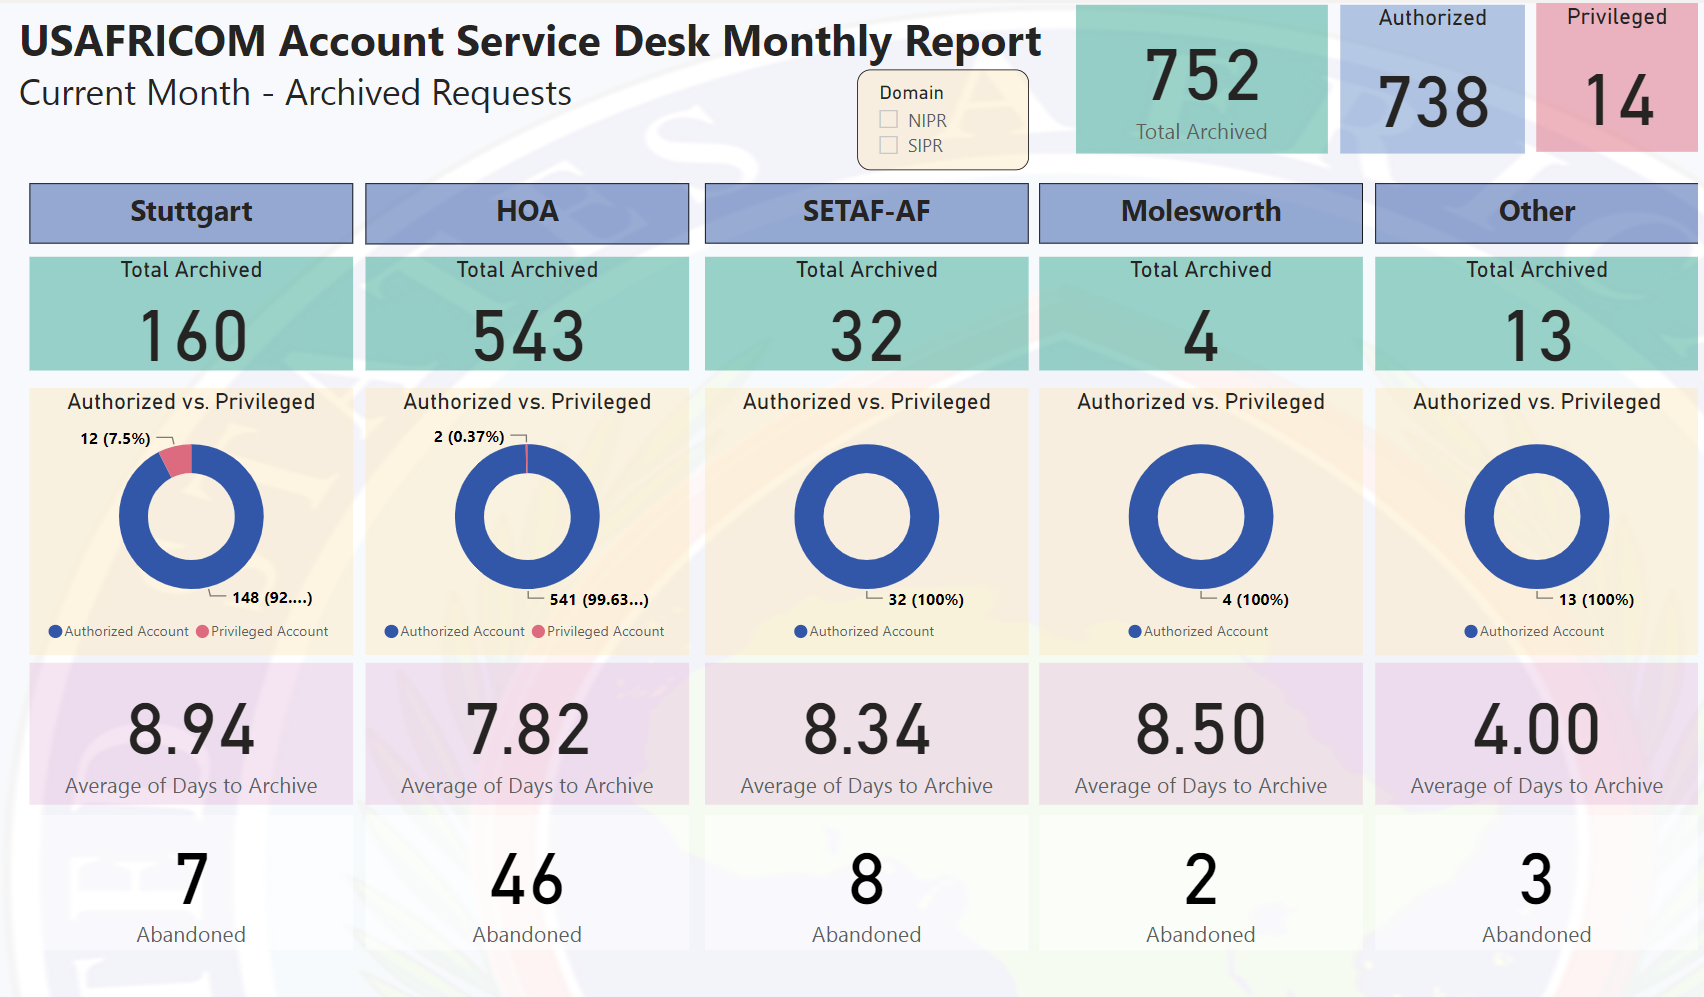 USAFRICOM Account Service Desk Monthly Report
Current Month - Archived Requests
Domain
NIPR
SIPR
752
Total Archived
Authorized
738
Privileged
14
Stuttgart
HOA
SETAF-AF
Molesworth
Other
Total Archived
160
Total Archived
543
Total Archived
32
Total Archived
4
Total Archived
13
Authorized vs. Privileged
12 (7.5%)
148 (92....)
Authorized Account
Privileged Account
Authorized vs. Privileged
2 (0.37%)
541 (99.63...)
Authorized Account
Privileged Account
Authorized vs. Privileged
32 (100%)
Authorized Account
Authorized vs. Privileged
4 (100%)
Authorized Account
Authorized vs. Privileged
13 (100%)
Authorized Account
8.94
Average of Days to Archive
7.82
Average of Days to Archive
8.34
Average of Days to Archive
8.50
Average of Days to Archive
4.00
Average of Days to Archive
7
Abandoned
46
Abandoned
8
Abandoned
2
Abandoned
3
Abandoned